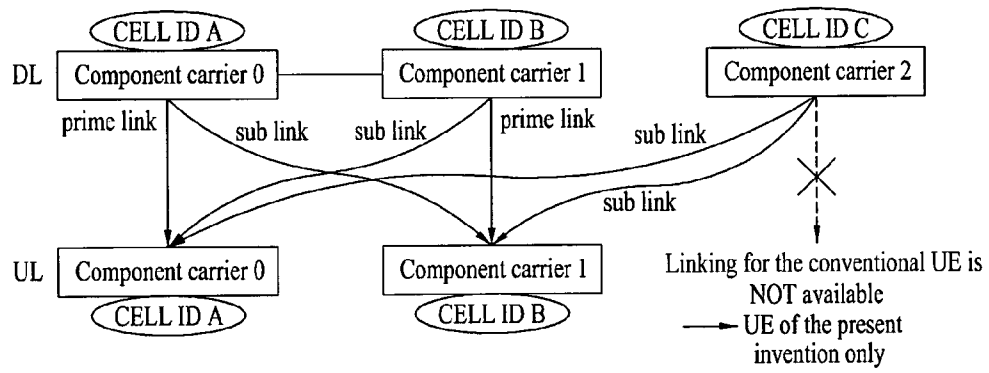 CELL ID A
CELL ID B
CELL ID C
DL
Component carrier 0
Component carrier 1
Component carrier 2
prime link
sub link
sub link
prime link
sub link
sub link
UL
Component carrier 0
Component carrier 1
CELL ID A
CELL ID B
Linking for the conventional UE is
NOT available
UE of the present
invention only